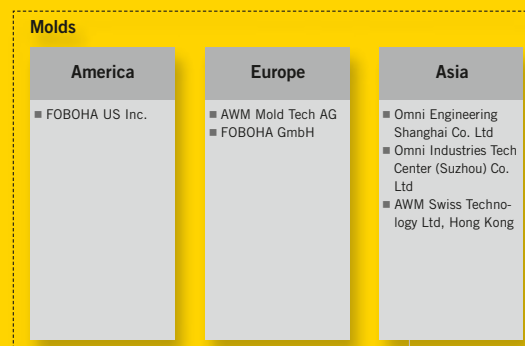 Molds
America
■ FOBOHA US Inc.
Europe
■ AWM Mold Tech AG
■ FOBOHA GmbH
Asia
■ Omni Engineering
Shanghai Co. Ltd
■ Omni Industries Tech
Center (Suzhou) Co.
Ltd
■ AWM Swiss Techno-
logy Ltd, Hong Kong